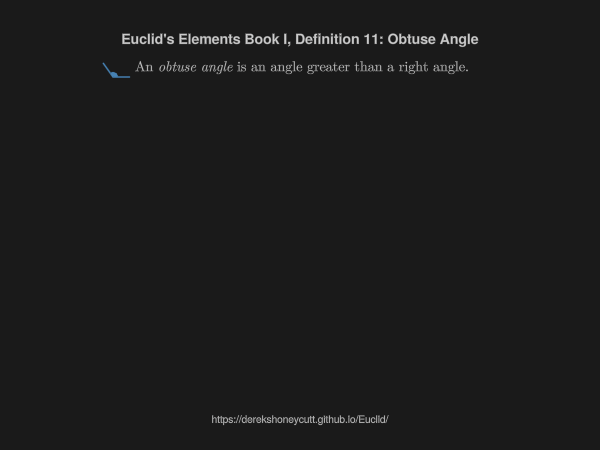 Euclid's Elements Book I, Definition 11: Obtuse Angle
An obtuse angle is an angle greater than a right angle.
https://derekshoneycutt.github.io/Euclid/